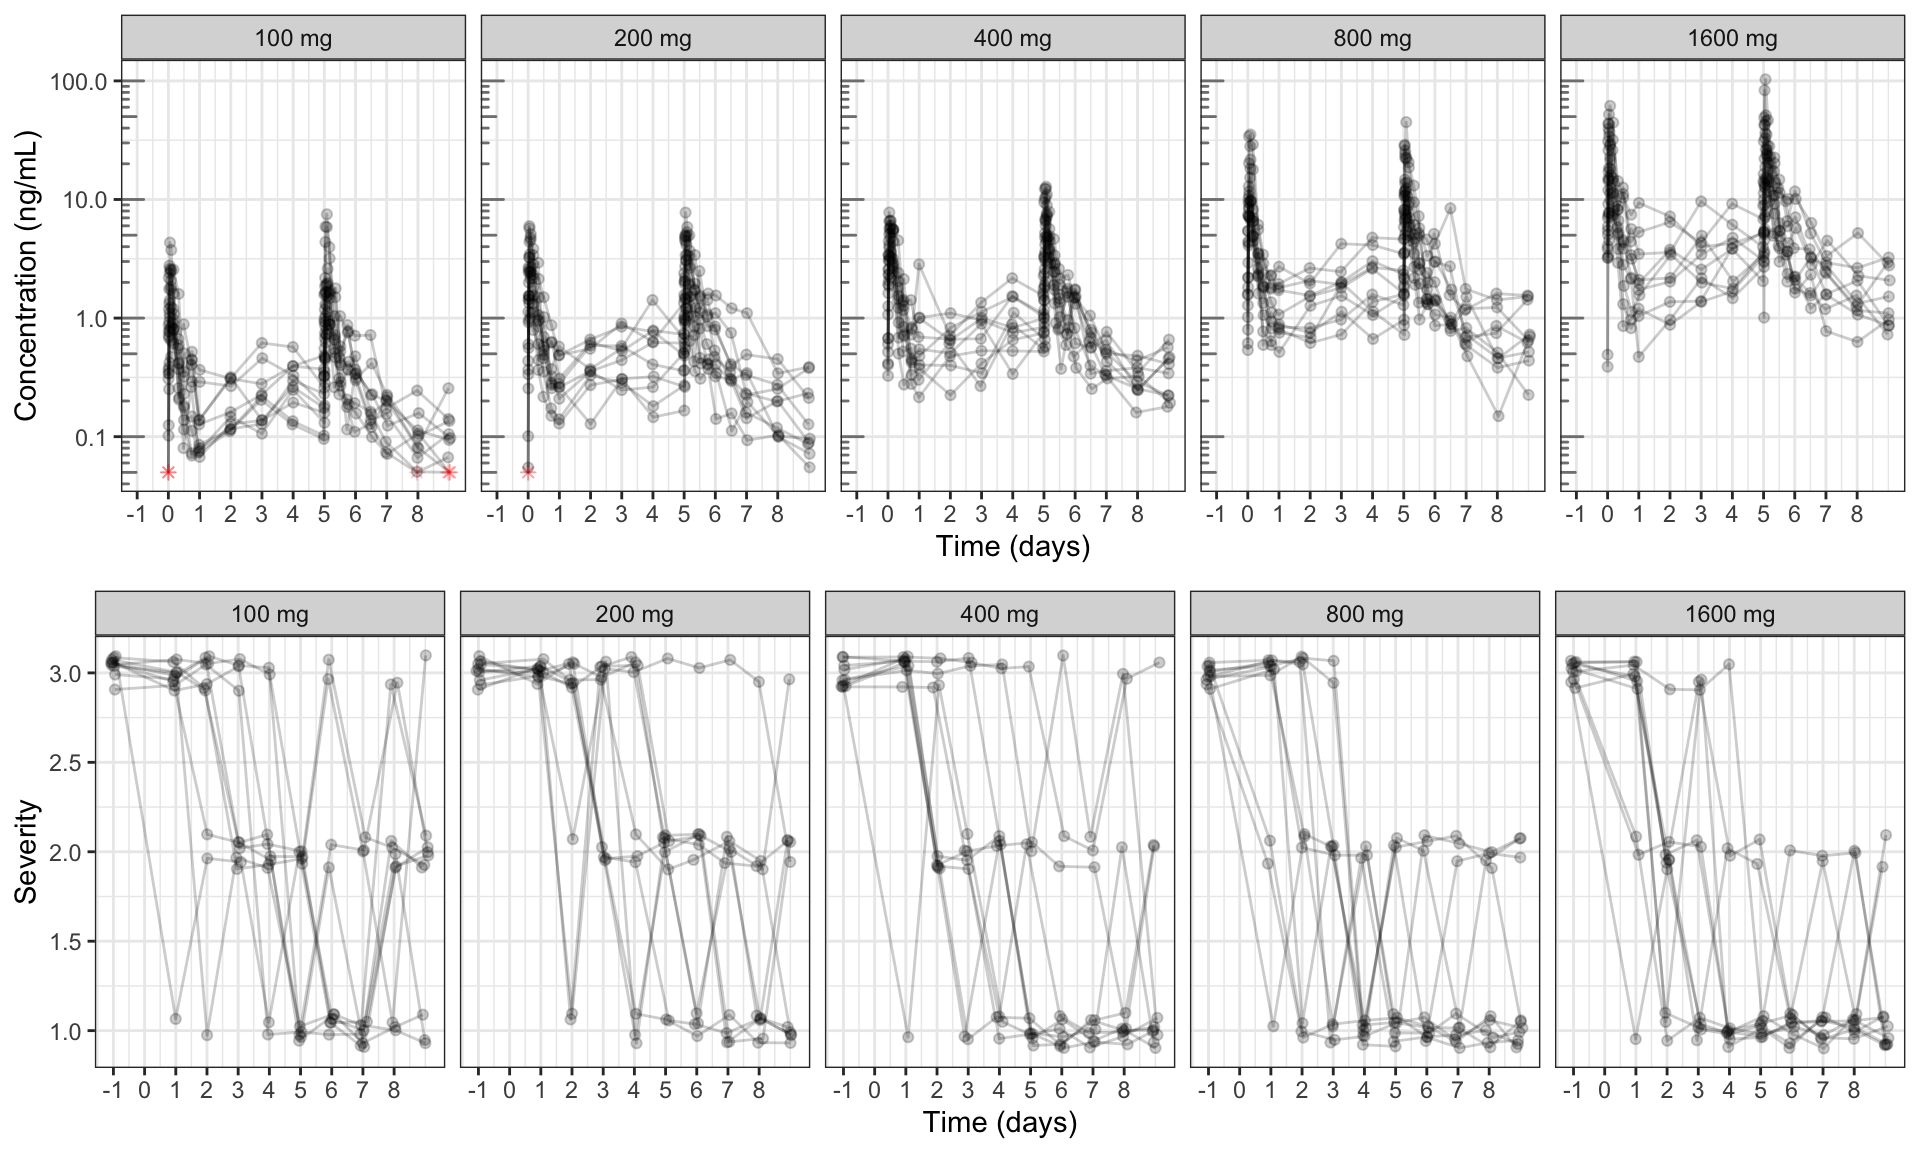 100 mg 200 mg 400 mg 800 mg 1600 mg
100.0
10.0
1.0
0.1
Concentration (ng/mL)
-1 0 1 2 3 4 5 6 7 8 -1 0 1 2 3 4 5 6 7 8 -1 0 1 2 3 4 5 6 7 8 -1 0 1 2 3 4 5 6 7 8 -1 0 1 2 3 4 5 6 7 8
Time (days)
100 mg 200 mg 400 mg 800 mg 1600 mg
3.0
2.5
2.0
1.5
1.0
Severity
-1 0 1 2 3 4 5 6 7 8 -1 0 1 2 3 4 5 6 7 8 -1 0 1 2 3 4 5 6 7 8 -1 0 1 2 3 4 5 6 7 8 -1 0 1 2 3 4 5 6 7 8
Time (days)